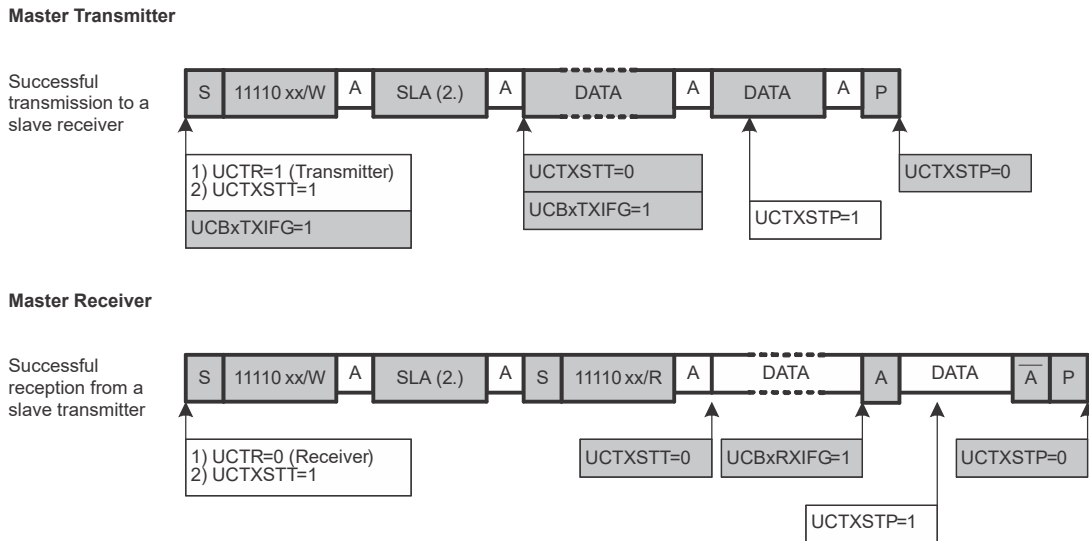 Master Transmitter
Successful
transmission to a
slave receiver
S 11110 xx/W A SLA (2.) A DATA A DATA A P
1) UCTR=1 (Transmitter)
2) UCTXSTT=1
UCBxTXIFG=1
UCTXSTT=0
UCBxTXIFG=1
UCTXSTP=1
UCTXSTP=0
Master Receiver
Successful
reception from a
slave transmitter
S 11110 xx/W A SLA (2.) A S 11110 xx/R A DATA A DATA A̅ P
1) UCTR=0 (Receiver)
2) UCTXSTT=1
UCTXSTT=0
UCBxRXIFG=1
UCTXSTP=1
UCTXSTP=0